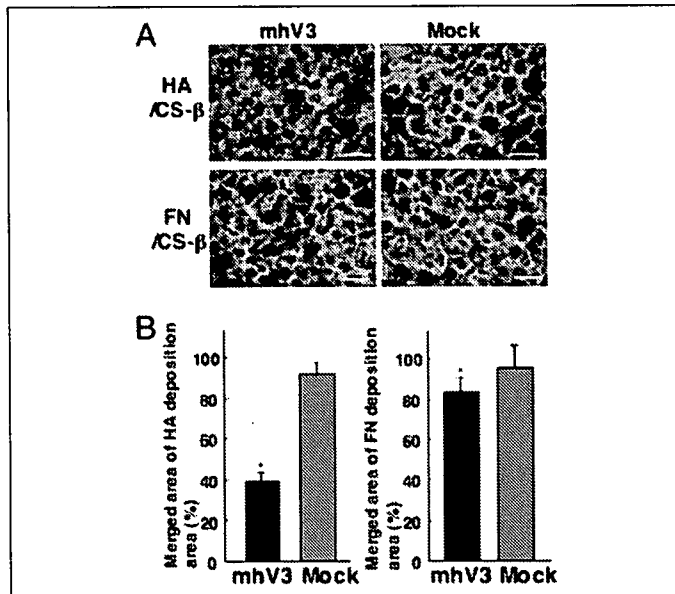 A
mhV3 Mock
HA
/CS-β
FN
/CS-β
B
Merged area of HA deposition
area (%)
100
80
60
40
20
0
*
mhV3 Mock
Merged area of FN deposition
area (%)
100
80
60
40
20
0
*
mhV3 Mock